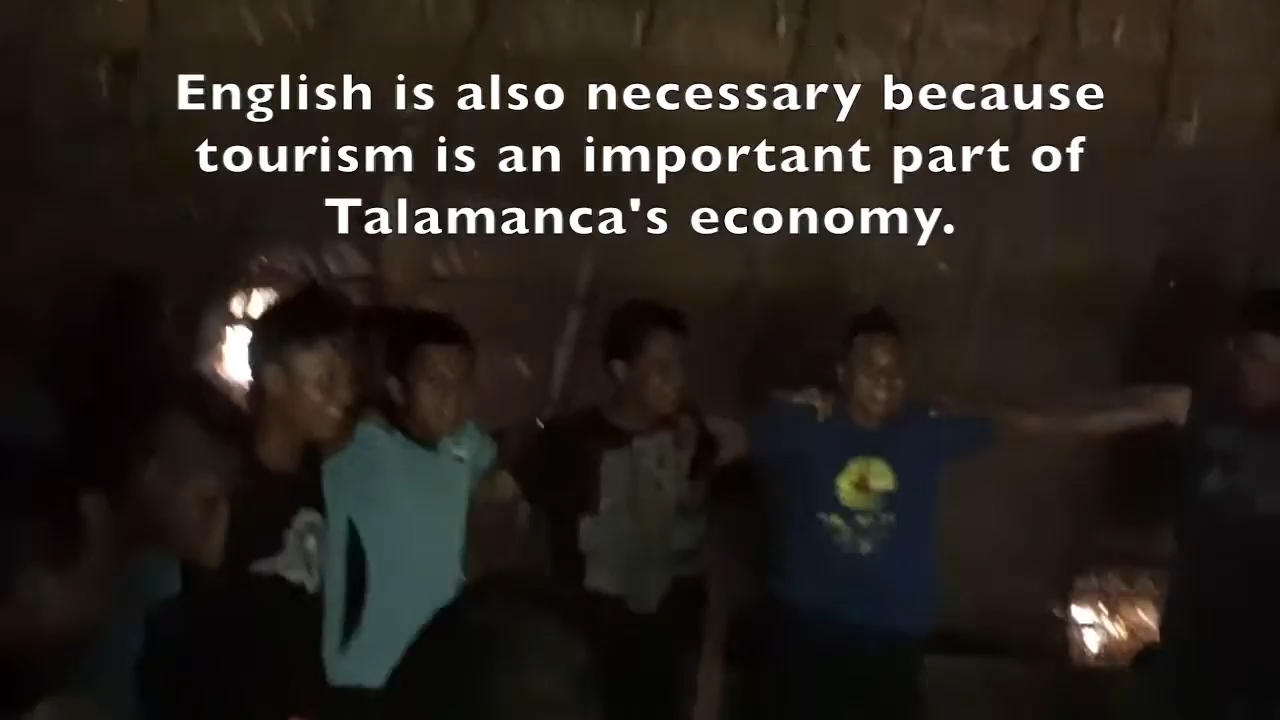 English is also necessary because
tourism is an important part of
Talamanca's economy.